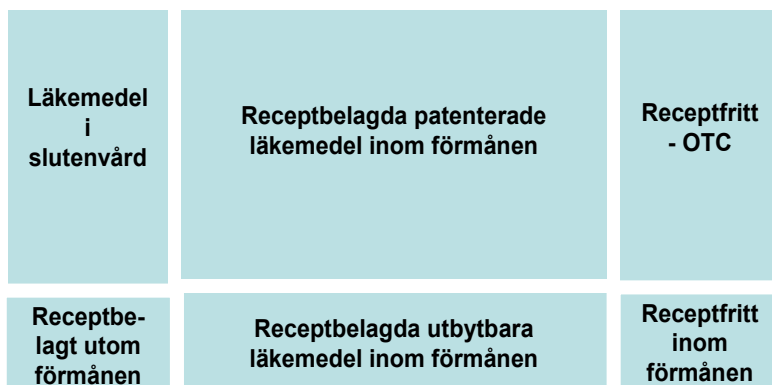 Läkemedel
i
slutenvård
Receptbelagda patenterade
läkemedel inom förmånen
Receptfritt
- OTC
Receptbe-
lagt utom
förmånen
Receptbelagda utbytbara
läkemedel inom förmånen
Receptfritt
inom
förmånen